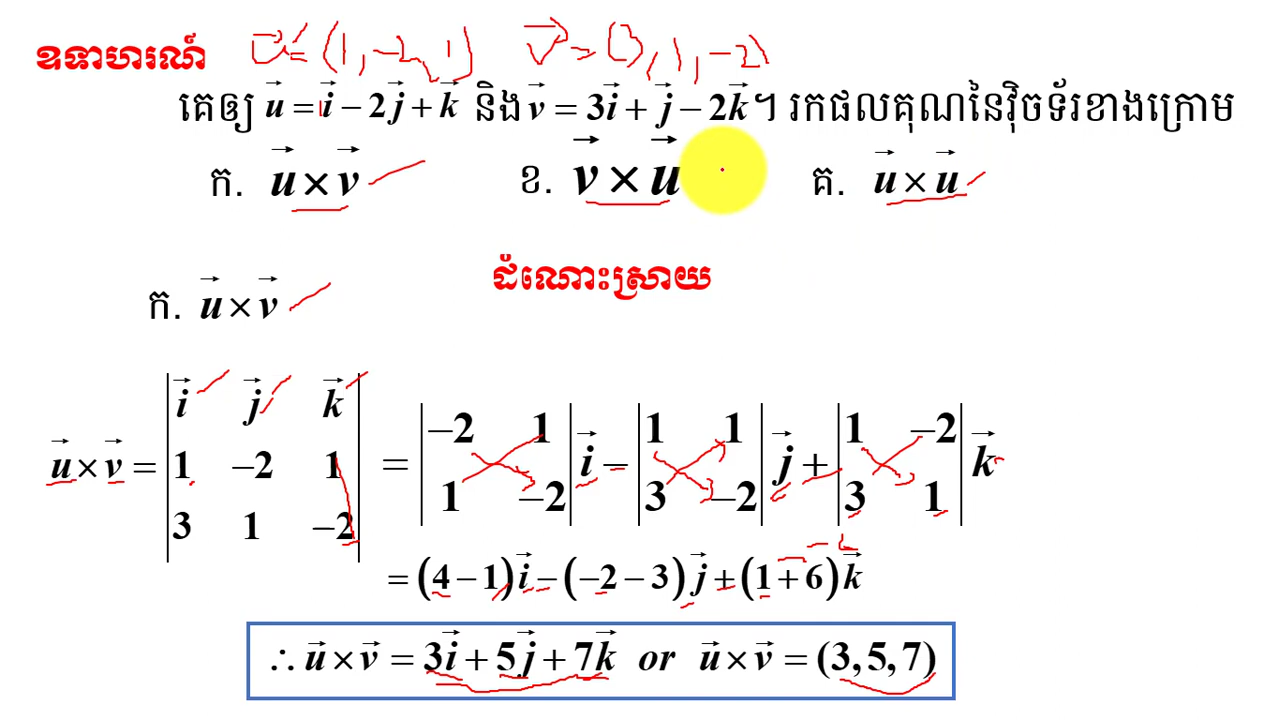 ឧទាហរណ៍ u⃗ = (1, -2, 1) v⃗ = (3, 1, -2)
គេឲ្យ u⃗ = i⃗ − 2j⃗ + k⃗ និង v⃗ = 3i⃗ + j⃗ − 2k⃗ ។ រកផលគុណនៃវ៉ិចទ័រខាងក្រោម
ក. u⃗ × v⃗ ខ. v⃗ × u⃗ គ. u⃗ × u⃗
ដំណោះស្រាយ
ក. u⃗ × v⃗
u⃗ × v⃗ = | i⃗ j⃗ k⃗ ; 1 −2 1 ; 3 1 −2 | = | −2 1 ; 1 −2 | i⃗ − | 1 1 ; 3 −2 | j⃗ + | 1 −2 ; 3 1 | k⃗
= (4 − 1)i⃗ − (−2 − 3)j⃗ + (1 + 6)k⃗
∴ u⃗ × v⃗ = 3i⃗ + 5j⃗ + 7k⃗ or u⃗ × v⃗ = (3, 5, 7)